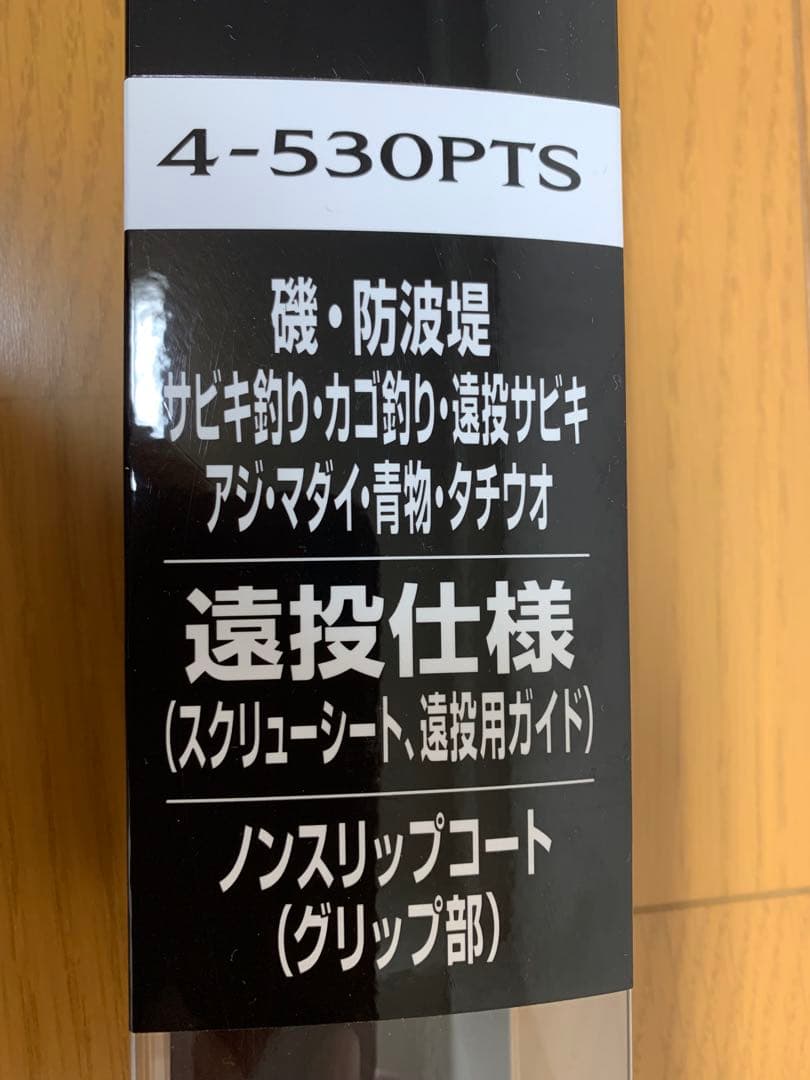 4-530PTS
磯・防波堤
サビキ釣り・カゴ釣り・遠投サビキ
アジ・マダイ・青物・タチウオ
遠投仕様
(スクリューシート、遠投用ガイド)
ノンスリップコート
(グリップ部)